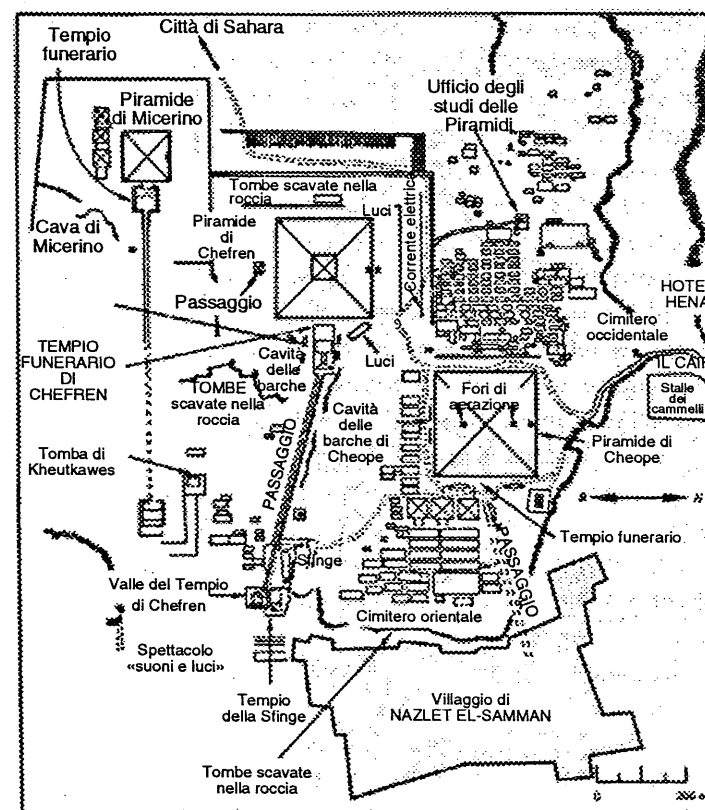 Tempio
funerario
Città di Sahara
Piramide
di Micerino
Ufficio degli
studi delle
Piramidi
Tombe scavate nella
roccia
Luci
Corrente elettrica
Cava di
Micerino
Piramide
di
Chefren
Passaggio
HOTE
HENA
Cimitero
occidentale
TEMPIO
FUNERARIO
DI
CHEFREN
Cavità
delle
barche
Luci
IL CAIR
Stalle
dei
cammelli
TOMBE
scavate nella
roccia
Fori di
aerazione
Cavità
delle
barche di
Cheope
Piramide di
Cheope
Tomba di
Kheutkawes
PASSAGGIO
Tempio funerario
PASSAGGIO
Sfinge
Valle del Tempio
di Chefren
Cimitero orientale
Spettacolo
«suoni e luci»
Tempio
della Sfinge
Villaggio di
NAZLET EL-SAMMAN
Tombe scavate
nella roccia
0